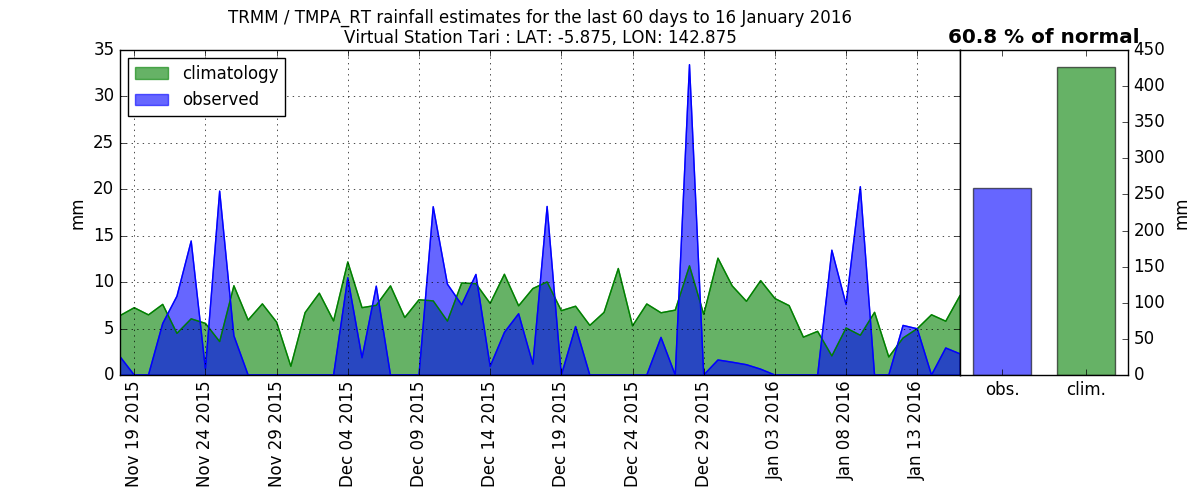 TRMM / TMPA_RT rainfall estimates for the last 60 days to 16 January 2016
Virtual Station Tari : LAT: -5.875, LON: 142.875
60.8 % of normal
climatology
observed
mm
35
30
25
20
15
10
5
0
Nov 19 2015
Nov 24 2015
Nov 29 2015
Dec 04 2015
Dec 09 2015
Dec 14 2015
Dec 19 2015
Dec 24 2015
Dec 29 2015
Jan 03 2016
Jan 08 2016
Jan 13 2016
450
400
350
300
250
200
150
100
50
0
mm
obs.
clim.